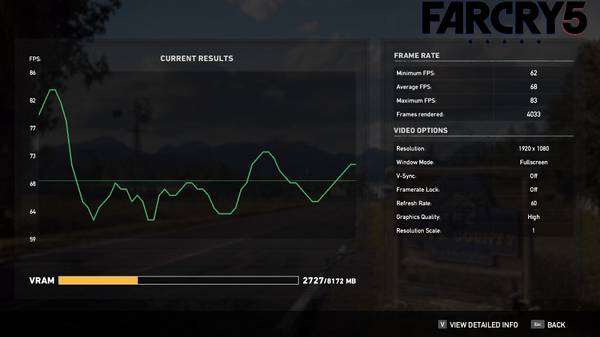 FARCRY5
FPS
CURRENT RESULTS
86
82
77
73
68
64
59
VRAM 2727/8172 MB
FRAME RATE
Minimum FPS: 62
Average FPS: 68
Maximum FPS: 83
Frames rendered: 4033
VIDEO OPTIONS
Resolution: 1920 x 1080
Window Mode: Fullscreen
V-Sync: Off
Framerate Lock: Off
Refresh Rate: 60
Graphics Quality: High
Resolution Scale: 1
V VIEW DETAILED INFO Esc BACK